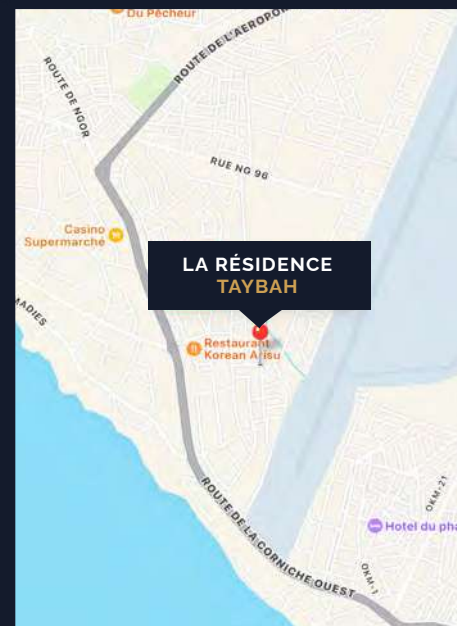 Du Pêcheur
ROUTE DE L'AEROPOR
ROUTE DE NGOR
RUE NG 96
Casino
Supermarché
LA RÉSIDENCE
TAYBAH
MADIES
Restaurant
Korean Arisu
OKM-21
Hotel du pha
ROUTE DE LA CORNICHE OUEST
OKM-1